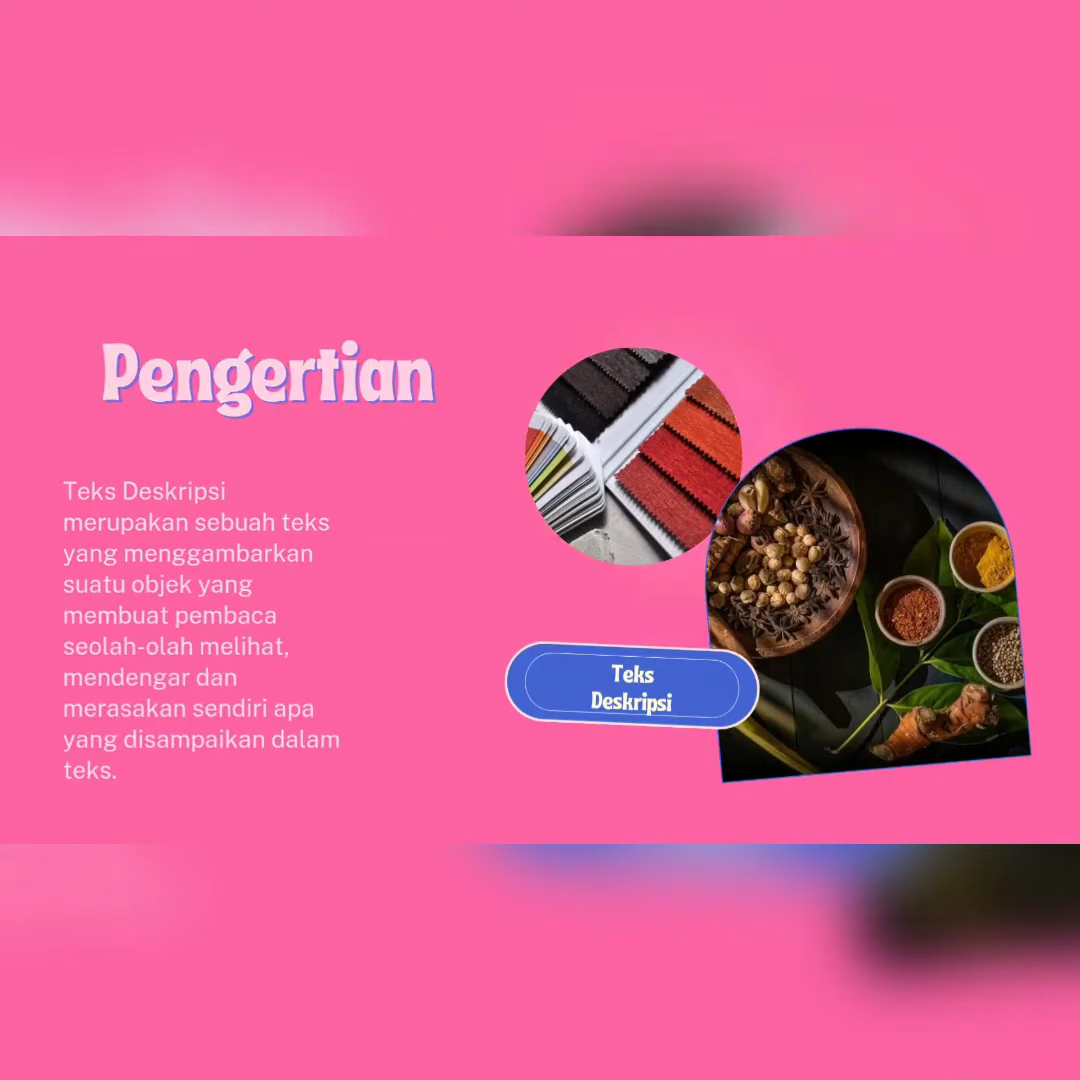 Pengertian
Teks Deskripsi
merupakan sebuah teks
yang menggambarkan
suatu objek yang
membuat pembaca
seolah-olah melihat,
mendengar dan
merasakan sendiri apa
yang disampaikan dalam
teks.
Teks
Deskripsi